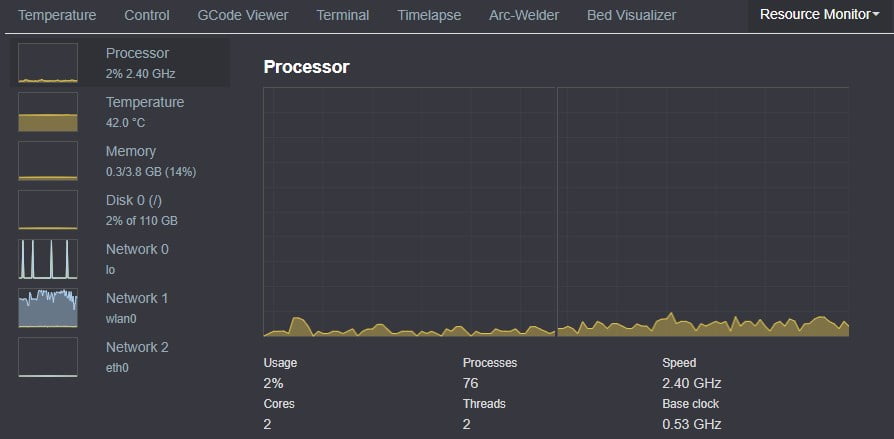 Temperature Control GCode Viewer Terminal Timelapse Arc-Welder Bed Visualizer Resource Monitor
Processor
2% 2.40 GHz
Temperature
42.0 °C
Memory
0.3/3.8 GB (14%)
Disk 0 (/)
2% of 110 GB
Network 0
lo
Network 1
wlan0
Network 2
eth0
Processor
Usage Processes Speed
2% 76 2.40 GHz
Cores Threads Base clock
2 2 0.53 GHz